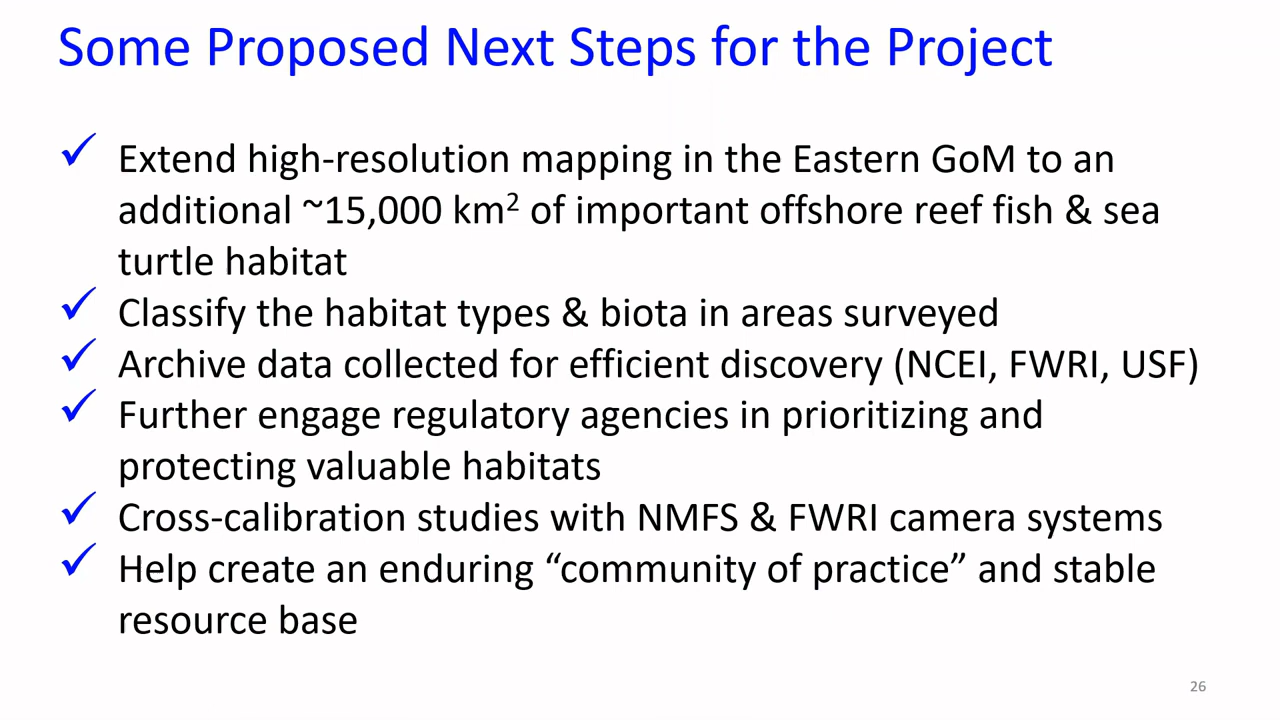 Some Proposed Next Steps for the Project
✓ Extend high-resolution mapping in the Eastern GoM to an
additional ~15,000 km² of important offshore reef fish & sea
turtle habitat
✓ Classify the habitat types & biota in areas surveyed
✓ Archive data collected for efficient discovery (NCEI, FWRI, USF)
✓ Further engage regulatory agencies in prioritizing and
protecting valuable habitats
✓ Cross-calibration studies with NMFS & FWRI camera systems
✓ Help create an enduring “community of practice” and stable
resource base
26